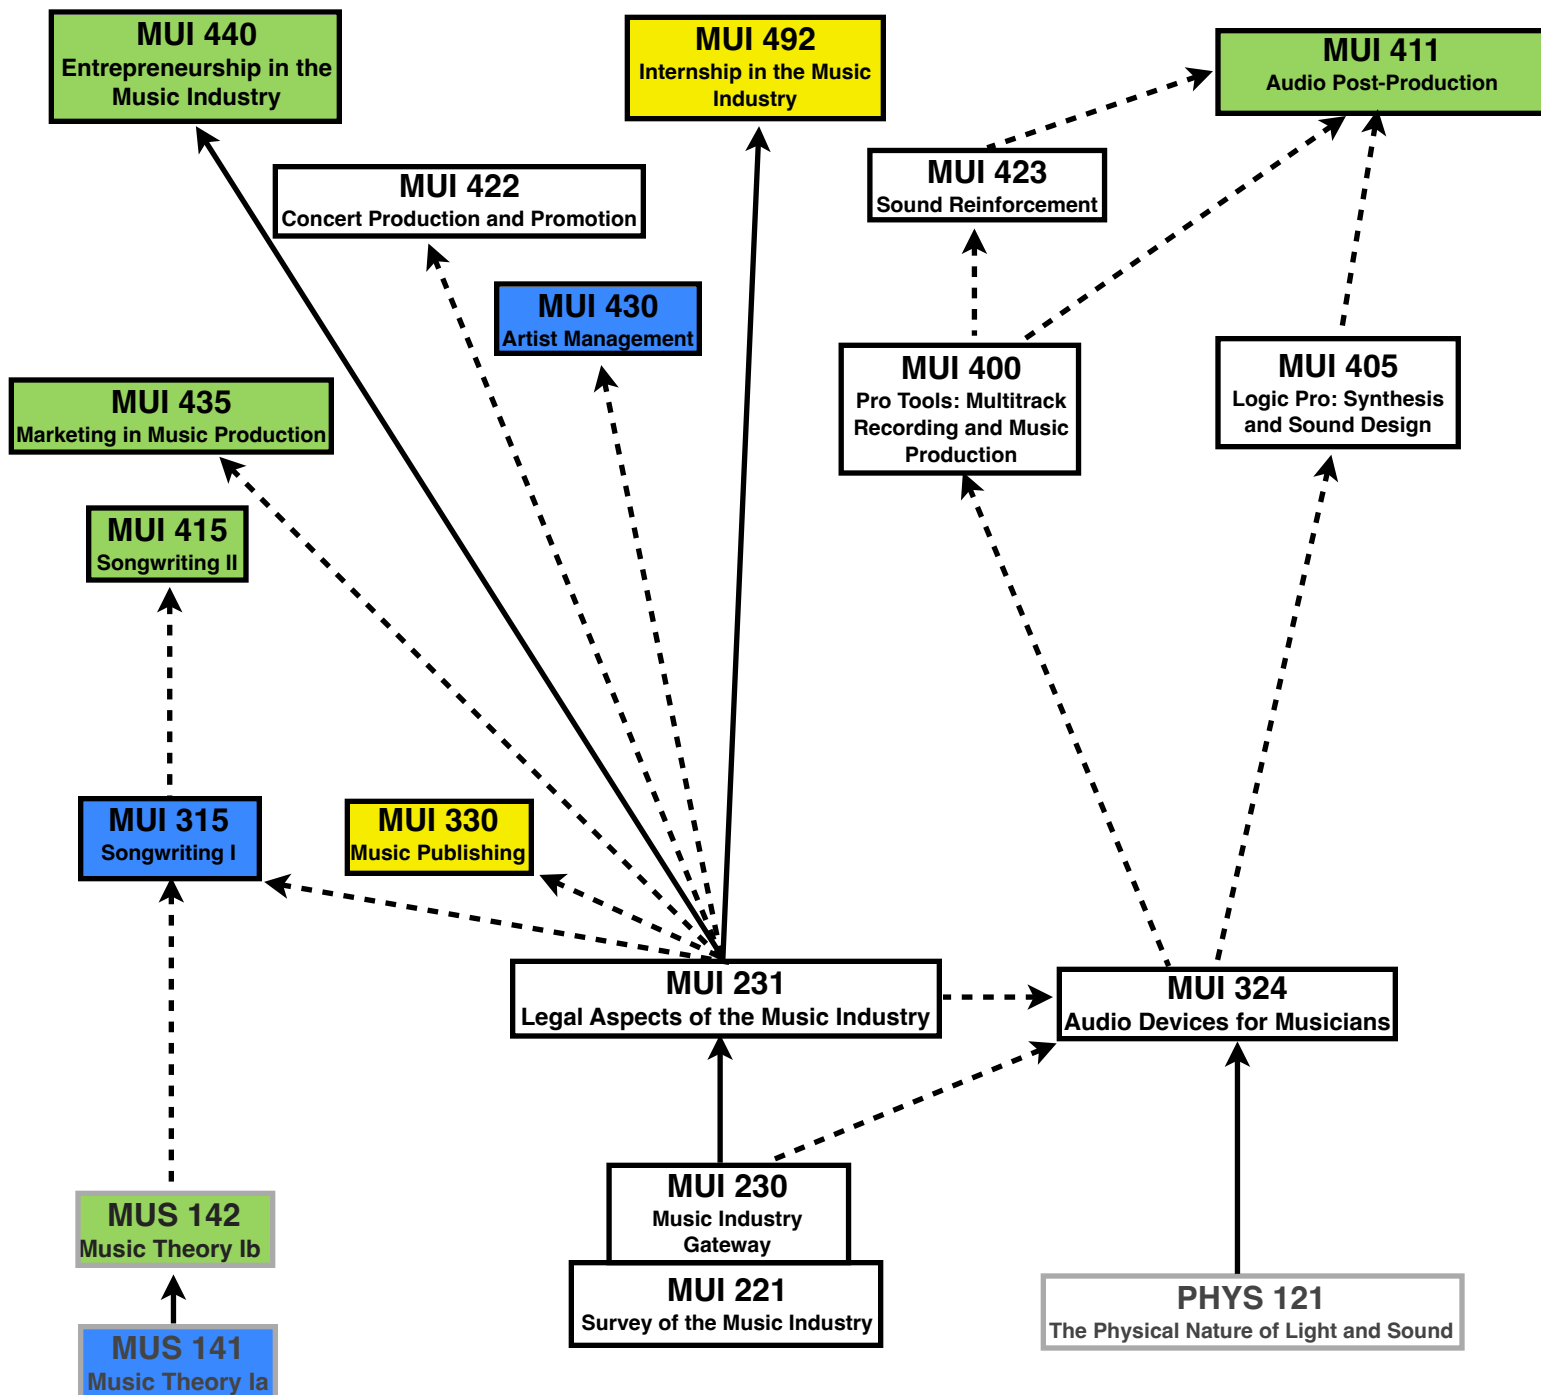 MUI 440
Entrepreneurship in the
Music Industry
MUI 492
Internship in the Music
Industry
MUI 411
Audio Post-Production
MUI 422
Concert Production and Promotion
MUI 423
Sound Reinforcement
MUI 430
Artist Management
MUI 400
Pro Tools: Multitrack
Recording and Music
Production
MUI 405
Logic Pro: Synthesis
and Sound Design
MUI 435
Marketing in Music Production
MUI 415
Songwriting II
MUI 315
Songwriting I
MUI 330
Music Publishing
MUI 231
Legal Aspects of the Music Industry
MUI 324
Audio Devices for Musicians
MUI 230
Music Industry
Gateway
MUS 142
Music Theory Ib
MUI 221
Survey of the Music Industry
PHYS 121
The Physical Nature of Light and Sound
MUS 141
Music Theory Ia